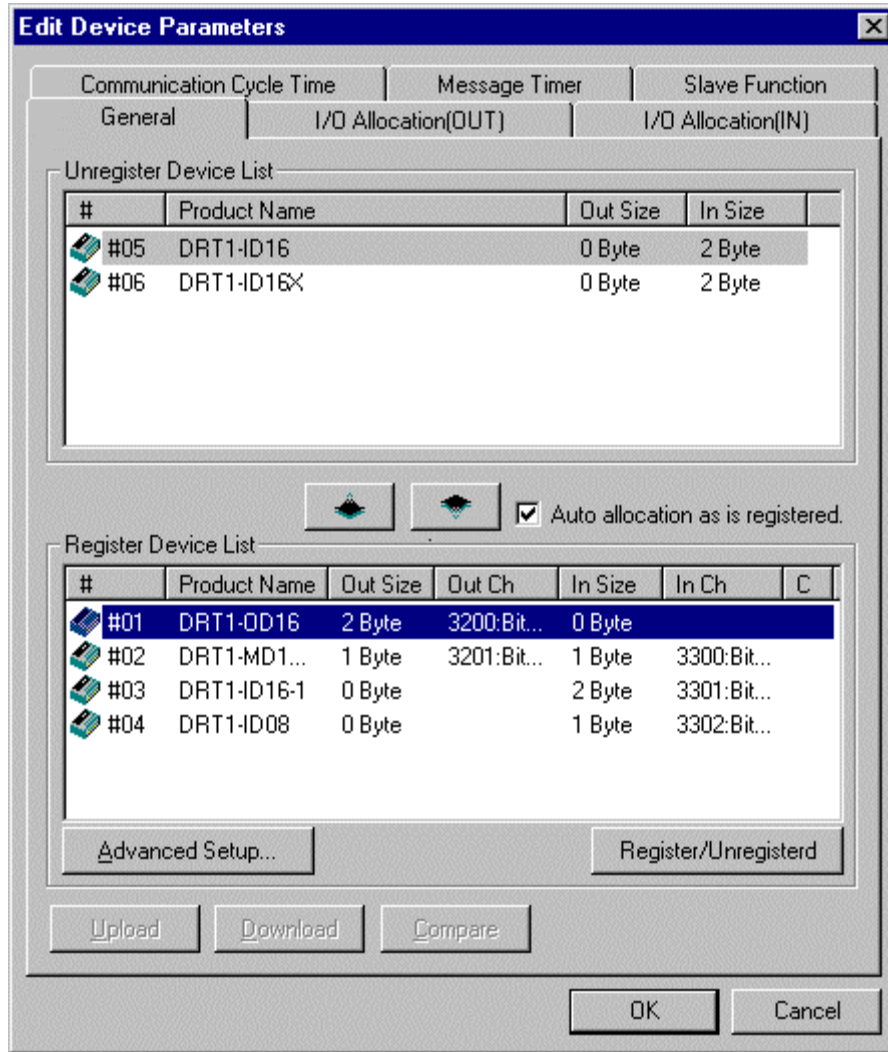 Edit Device Parameters
Communication Cycle Time Message Timer Slave Function
General I/O Allocation(OUT) I/O Allocation(IN)
Unregister Device List
# Product Name Out Size In Size
#05 DRT1-ID16 0 Byte 2 Byte
#06 DRT1-ID16X 0 Byte 2 Byte
Auto allocation as is registered.
Register Device List
# Product Name Out Size Out Ch In Size In Ch C
#01 DRT1-OD16 2 Byte 3200:Bit... 0 Byte
#02 DRT1-MD1... 1 Byte 3201:Bit... 1 Byte 3300:Bit...
#03 DRT1-ID16-1 0 Byte 2 Byte 3301:Bit...
#04 DRT1-ID08 0 Byte 1 Byte 3302:Bit...
Advanced Setup... Register/Unregisterd
Upload Download Compare
OK Cancel